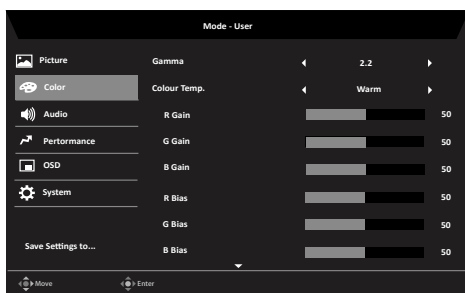 Mode - User
Picture
Gamma 2.2
Color
Colour Temp. Warm
Audio
R Gain 50
Pertormance
G Gain 50
OSD
B Gain 50
System
R Bias 50
G Bias 50
Save Settings to...
B Bias 50
Move Enter